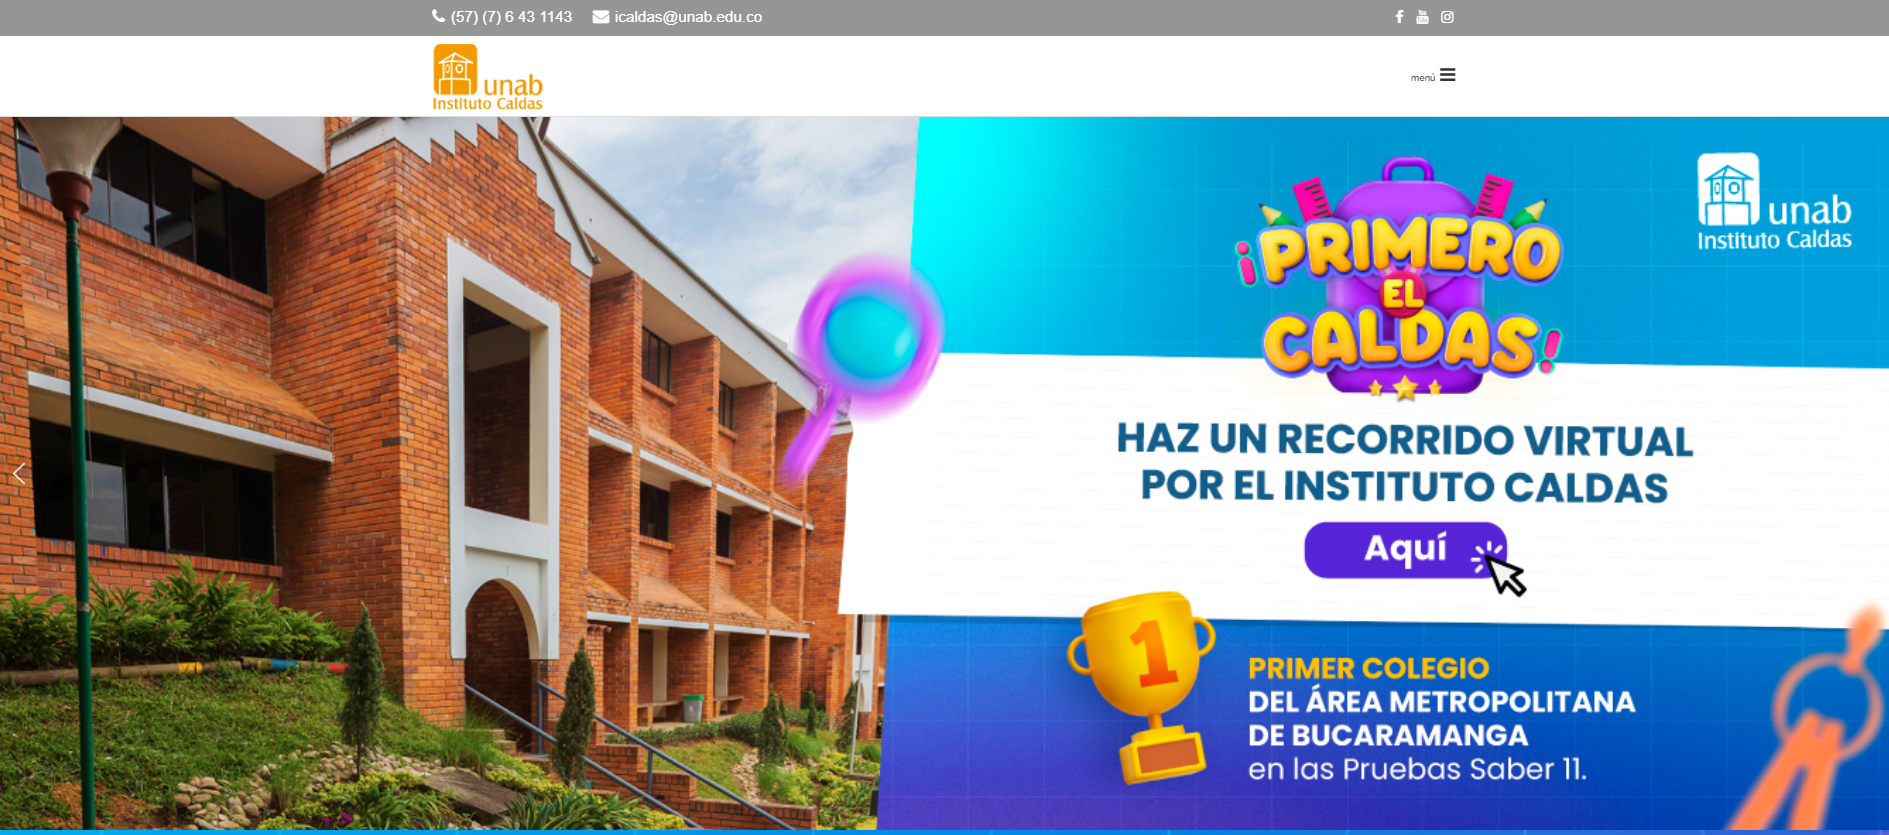 (57) (7) 6 43 1143 icaldas@unab.edu.co
unab
Instituto Caldas
menú
unab
Instituto Caldas
¡PRIMERO
EL
CALDAS!
HAZ UN RECORRIDO VIRTUAL
POR EL INSTITUTO CALDAS
Aquí
1
PRIMER COLEGIO
DEL ÁREA METROPOLITANA
DE BUCARAMANGA
en las Pruebas Saber 11.